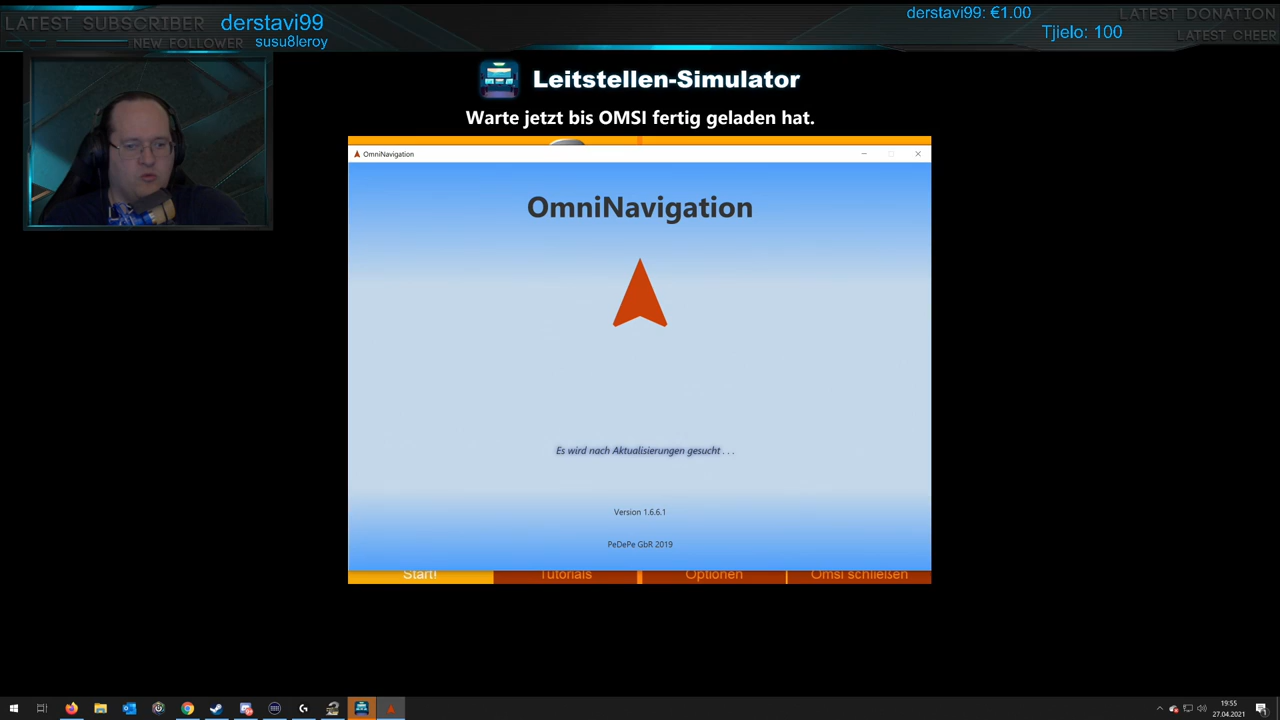 LATEST SUBSCRIBER derstavi99
NEW FOLLOWER susu8leroy
derstavi99: €1.00 LATEST DONATION
Tjielo: 100 LATEST CHEER
Leitstellen-Simulator
Warte jetzt bis OMSI fertig geladen hat.
OmniNavigation
OmniNavigation
Es wird nach Aktualisierungen gesucht . . .
Version 1.6.6.1
PeDePe GbR 2019
Start! Tutorials Optionen Omsi schließen
19:55
27.04.2021